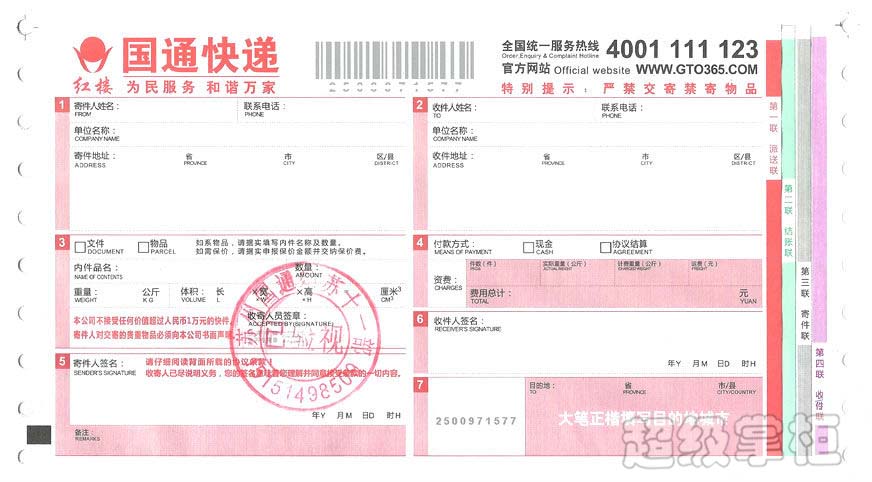 国通快递
红楼 为民服务 和谐万家
2500971577
全国统一服务热线 4001 111 123
Order,Enquiry & Complaint Hotline
官方网站 Official website WWW.GTO365.COM
特别提示：严禁交寄禁寄物品
1 寄件人姓名： 联系电话：
FROM PHONE
单位名称：
COMPANY NAME
寄件地址： 省 市 区/县
ADDRESS PROVINCE CITY DISTRICT
2 收件人姓名： 联系电话：
TO PHONE
单位名称：
COMPANY NAME
收件地址： 省 市 区/县
ADDRESS PROVINCE CITY DISTRICT
3 文件 物品 如系物品，请据实填写内件名称及数量。
DOCUMENT PARCEL 如需保价，请据实申报保价金额并交纳保价费。
内件品名： 数量：
NAME OF CONTENTS AMOUNT
重量： 公斤 体积： 长 ×宽 ×高 厘米3
WEIGHT KG VOLUME L ×W ×H CM3
本公司不接受任何价值超过人民币1万元的快件，
寄件人对交寄的贵重物品必须向本公司书面声明
收寄人员签章：
ACCEPTED BY(SIGNATURE)
4 付款方式： 现金 协议结算
MEANS OF PAYMENT CASH AGREEMENT
资费：
CHARGES
件数（件） 实际重量（公斤） 计费重量（公斤） 运费（元）
PKGS ACTUAL WEIGHT CHARGED WEIGHT FREIGHT
费用总计： 元
TOTAL YUAN
5 寄件人签名：
SENDER'S SIGNATURE
请仔细阅读背面所载的协议条款！
收寄人已尽说明义务，您的签名意味着您理解并同意接受条款的一切内容。
年Y 月M 日D 时H
备注：
REMARKS
6 收件人签名：
RECEIVER'S SIGNATURE
年Y 月M 日D 时H
7 目的地： 省 市/县
TO PROVINCE CITY/COUNTRY
2500971577
大笔正楷填写目的地城市
第一联 派送联
第二联 结账联
第三联 寄件联
第四联 收件联
苏州国通
5151498500
超级掌柜